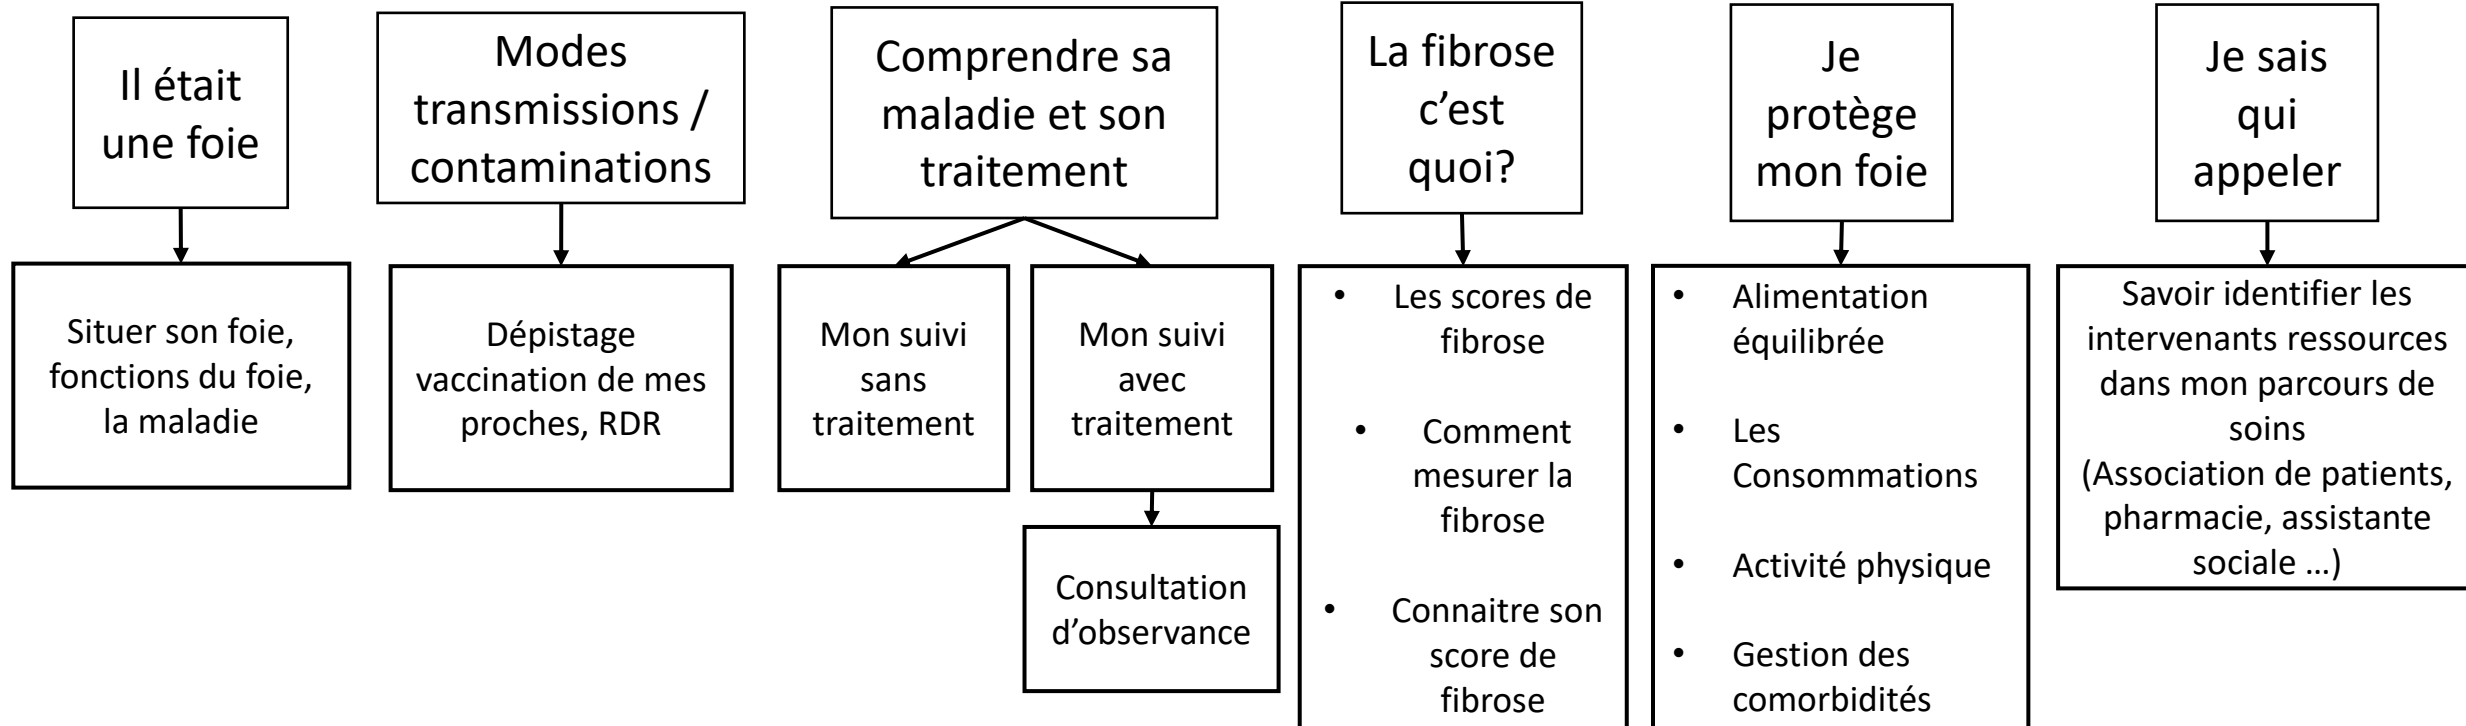 Il était
une foie
Modes
transmissions /
contaminations
Comprendre sa
maladie et son
traitement
La fibrose
c’est
quoi?
Je
protège
mon foie
Je sais
qui
appeler
Situer son foie,
fonctions du foie,
la maladie
Dépistage
vaccination de mes
proches, RDR
Mon suivi
sans
traitement
Mon suivi
avec
traitement
Consultation
d’observance
• Les scores de
fibrose
• Comment
mesurer la
fibrose
• Connaitre son
score de
fibrose
• Alimentation
équilibrée
• Les
Consommations
• Activité physique
• Gestion des
comorbidités
Savoir identifier les
intervenants ressources
dans mon parcours de
soins
(Association de patients,
pharmacie, assistante
sociale …)